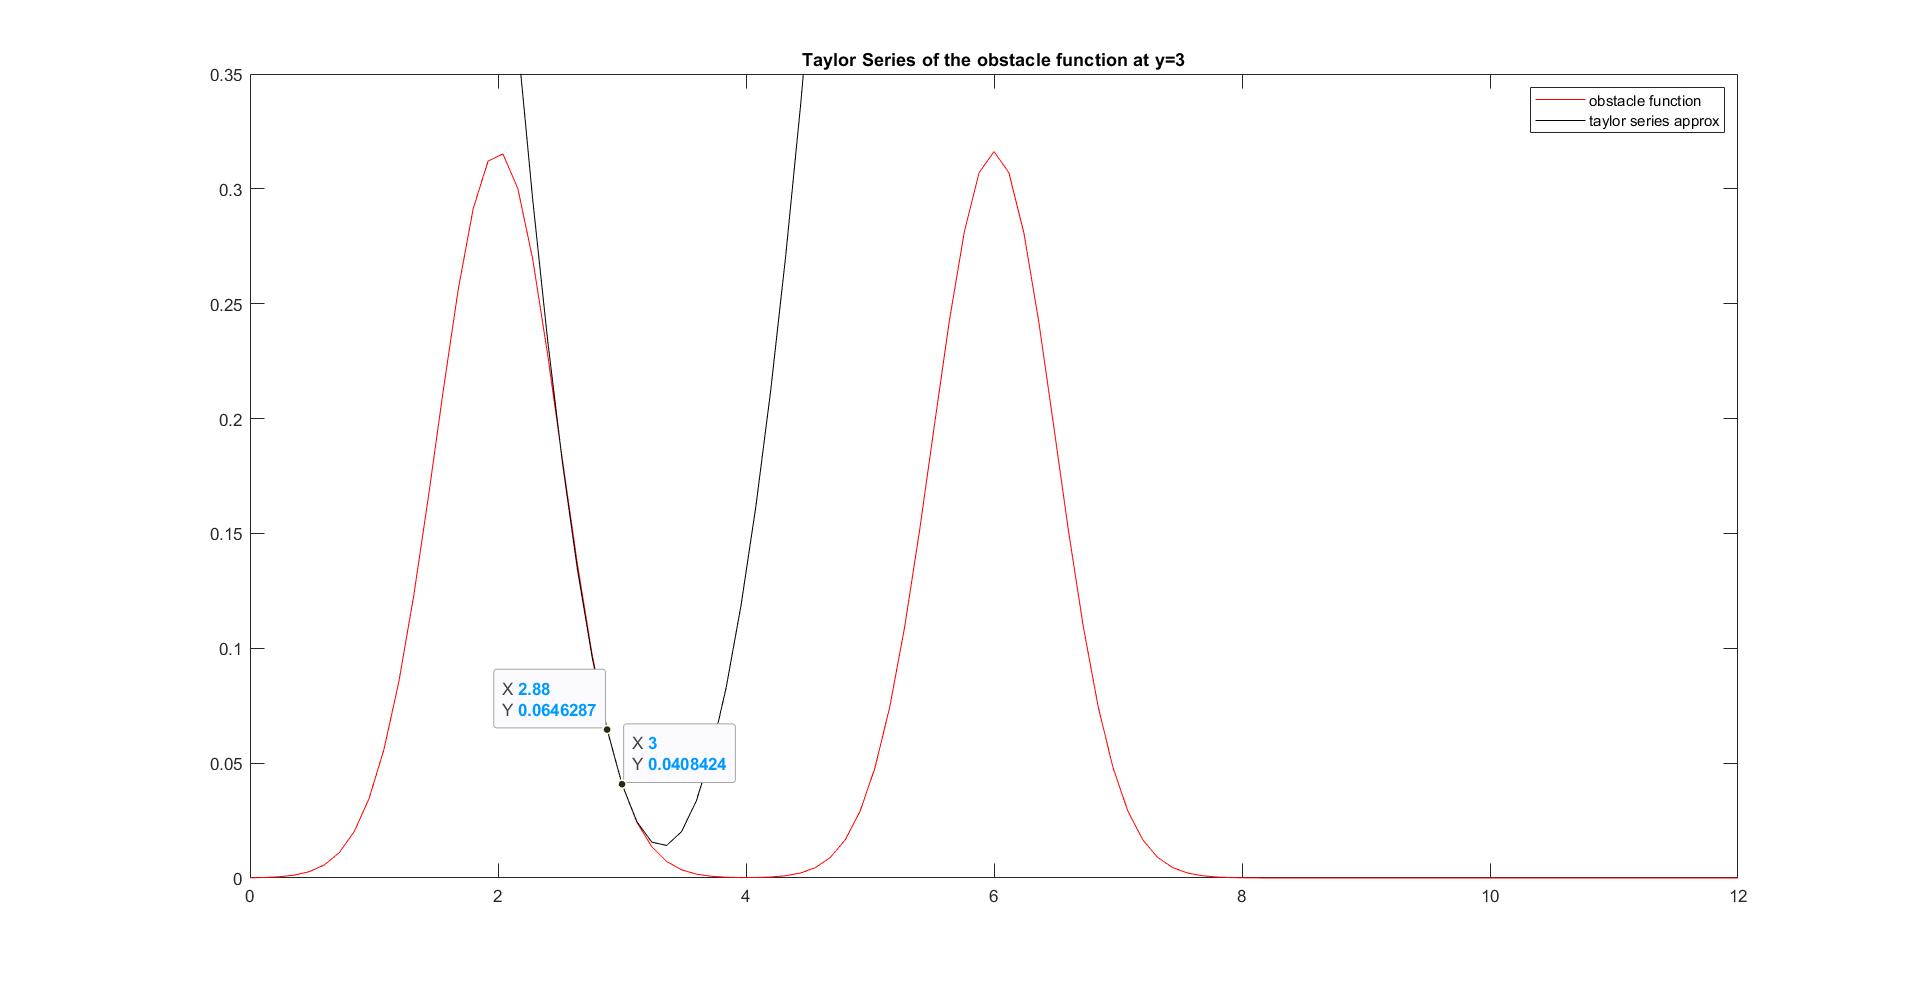 Taylor Series of the obstacle function at y=3
obstacle function
taylor series approx
0.35
0.3
0.25
0.2
0.15
0.1
0.05
0
X 2.88
Y 0.0646287
X 3
Y 0.0408424
0 2 4 6 8 10 12